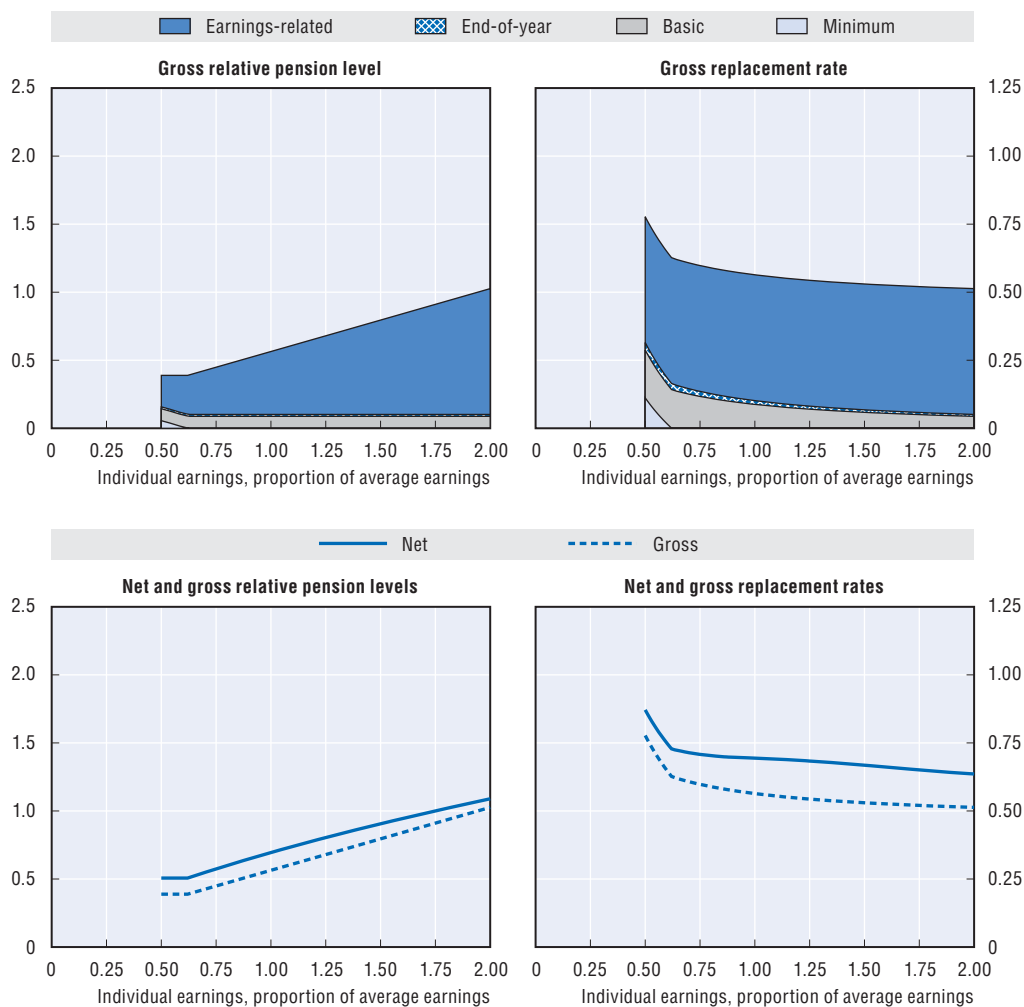 Earnings-related End-of-year Basic Minimum
Gross relative pension level
2.5
2.0
1.5
1.0
0.5
0
0 0.25 0.50 0.75 1.00 1.25 1.50 1.75 2.00
Individual earnings, proportion of average earnings
Gross replacement rate
1.25
1.00
0.75
0.50
0.25
0
0 0.25 0.50 0.75 1.00 1.25 1.50 1.75 2.00
Individual earnings, proportion of average earnings
Net Gross
Net and gross relative pension levels
2.5
2.0
1.5
1.0
0.5
0
0 0.25 0.50 0.75 1.00 1.25 1.50 1.75 2.00
Individual earnings, proportion of average earnings
Net and gross replacement rates
1.25
1.00
0.75
0.50
0.25
0
0 0.25 0.50 0.75 1.00 1.25 1.50 1.75 2.00
Individual earnings, proportion of average earnings